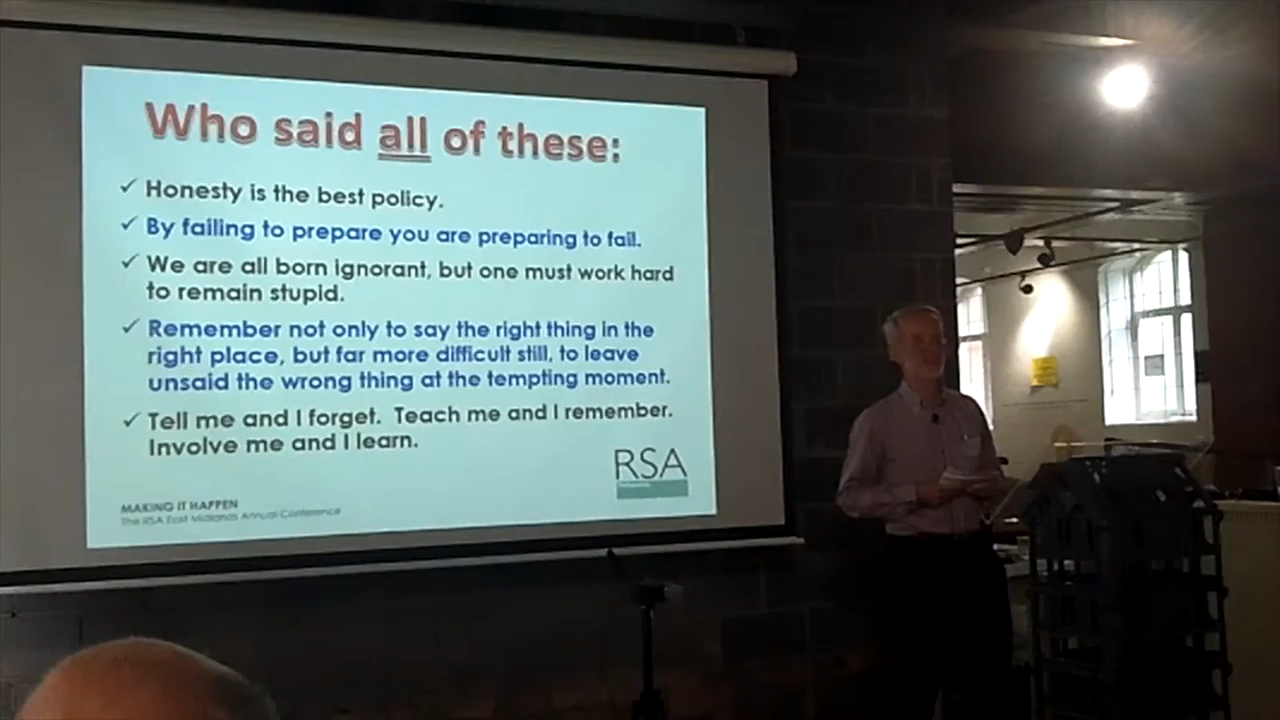 Who said all of these:
✓ Honesty is the best policy.
✓ By failing to prepare you are preparing to fail.
✓ We are all born ignorant, but one must work hard
to remain stupid.
✓ Remember not only to say the right thing in the
right place, but far more difficult still, to leave
unsaid the wrong thing at the tempting moment.
✓ Tell me and I forget. Teach me and I remember.
Involve me and I learn.
RSA
MAKING IT HAPPEN
The RSA East Midlands Annual Conference